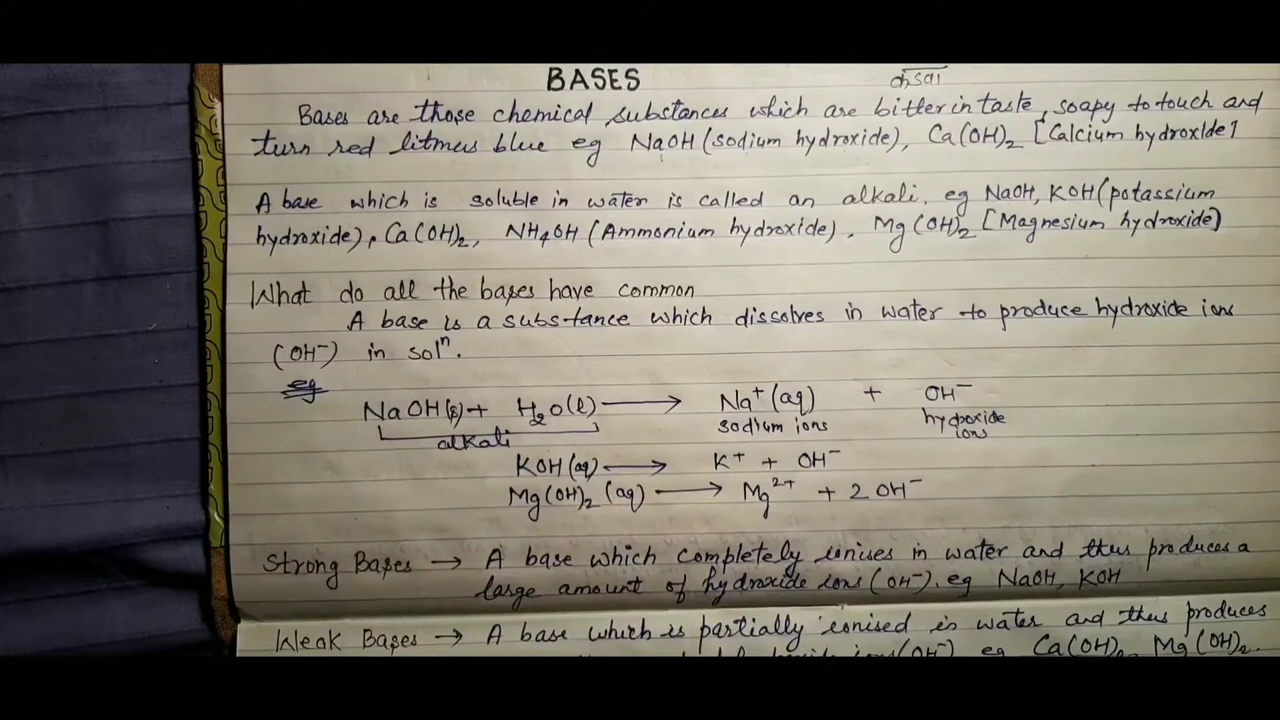 BASES
Bases are those chemical substances which are bitter in taste, soapy to touch and
turn red litmus blue eg NaOH (sodium hydroxide), Ca(OH)₂ [Calcium hydroxide]
A base which is soluble in water is called an alkali. eg NaOH, KOH (potassium
hydroxide), Ca(OH)₂, NH4OH (Ammonium hydroxide), Mg(OH)₂ [Magnesium hydroxide]
What do all the bases have common
A base is a substance which dissolves in water to produce hydroxide ions
(OH⁻) in solⁿ.
eg
NaOH(s) + H₂O(l) ⟶ Na⁺(aq) + OH⁻
alkali sodium ions hydroxide
ions
KOH(aq) ⟶ K⁺ + OH⁻
Mg(OH)₂ (aq) ⟶ Mg²⁺ + 2OH⁻
Strong Bases → A base which completely ionises in water and thus produces a
large amount of hydroxide ions (OH⁻). eg NaOH, KOH
Weak Bases → A base which is partially ionised in water and thus produces
ions (OH⁻) eg Ca(OH)₂, Mg(OH)₂.